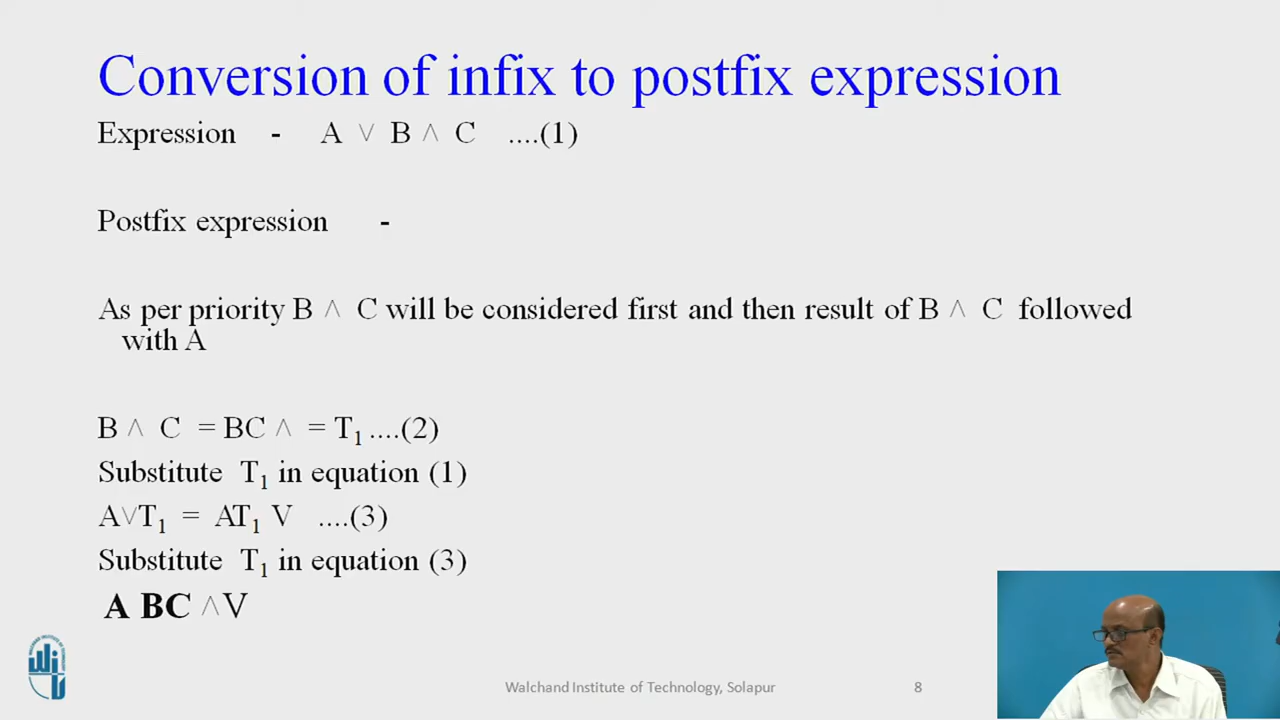 Conversion of infix to postfix expression
Expression - A ∨ B ∧ C ....(1)
Postfix expression -
As per priority B ∧ C will be considered first and then result of B ∧ C followed
with A
B ∧ C = BC ∧ = T₁ ....(2)
Substitute T₁ in equation (1)
A∨T₁ = AT₁ V ....(3)
Substitute T₁ in equation (3)
A BC ∧V
Walchand Institute of Technology, Solapur
8